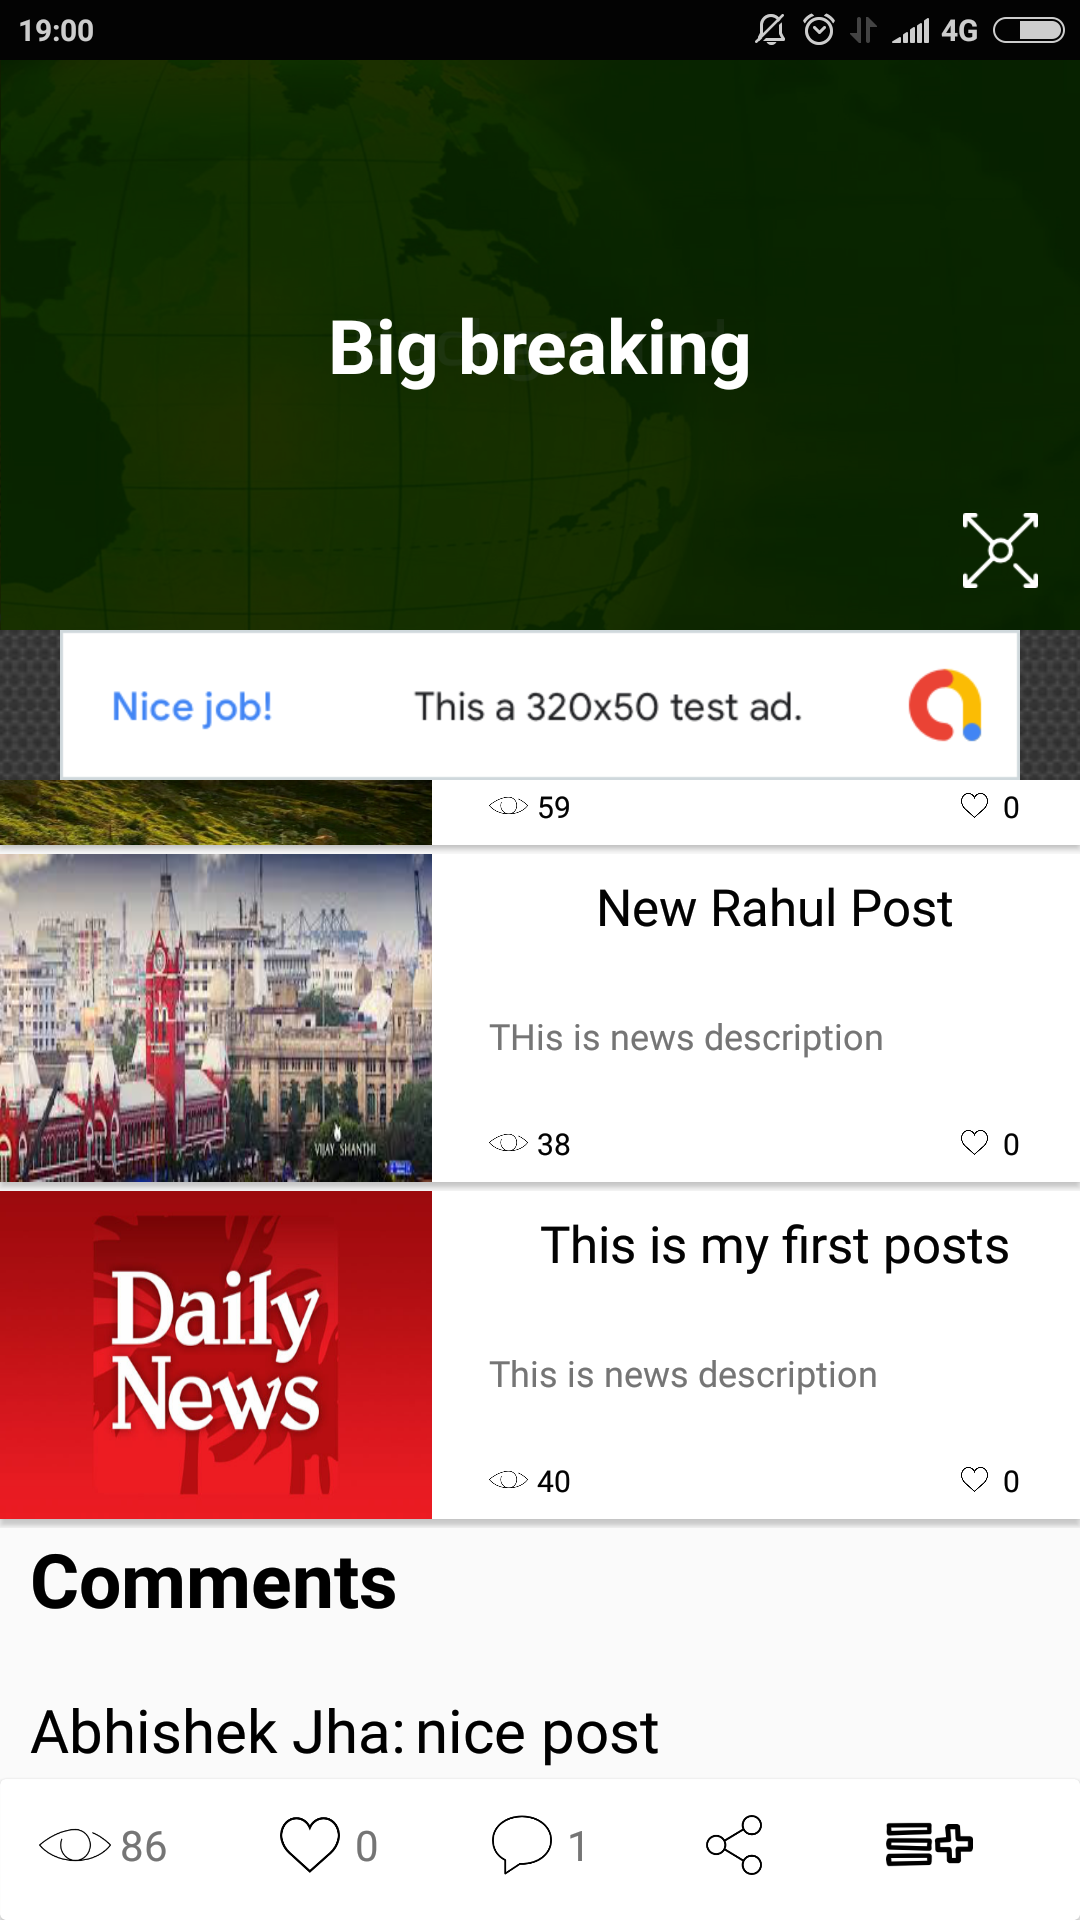 19:00
4G
Big breaking
Nice job!
This a 320x50 test ad.
59
0
New Rahul Post
THis is news description
VIJAY SHANTHI
38
0
Daily
News
This is my first posts
This is news description
40
0
Comments
Abhishek Jha: nice post
86
0
1